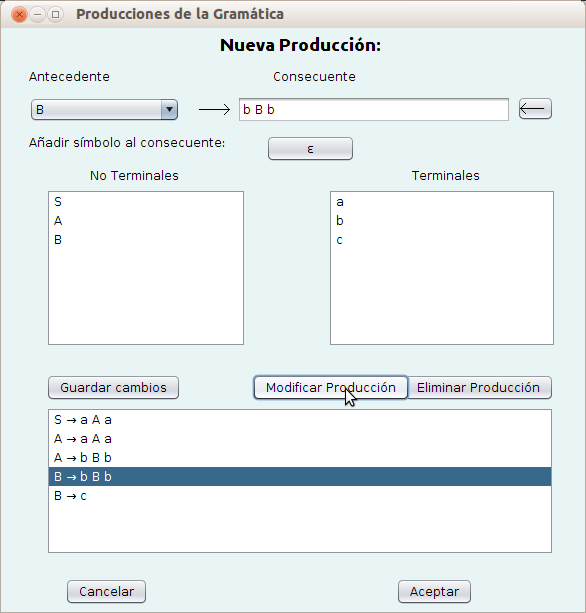 Producciones de la Gramática
Nueva Producción:
Antecedente Consecuente
B → b B b ←
Añadir símbolo al consecuente: ε
No Terminales Terminales
S a
A b
B c
Guardar cambios Modificar Producción Eliminar Producción
S → a A a
A → a A a
A → b B b
B → b B b
B → c
Cancelar Aceptar